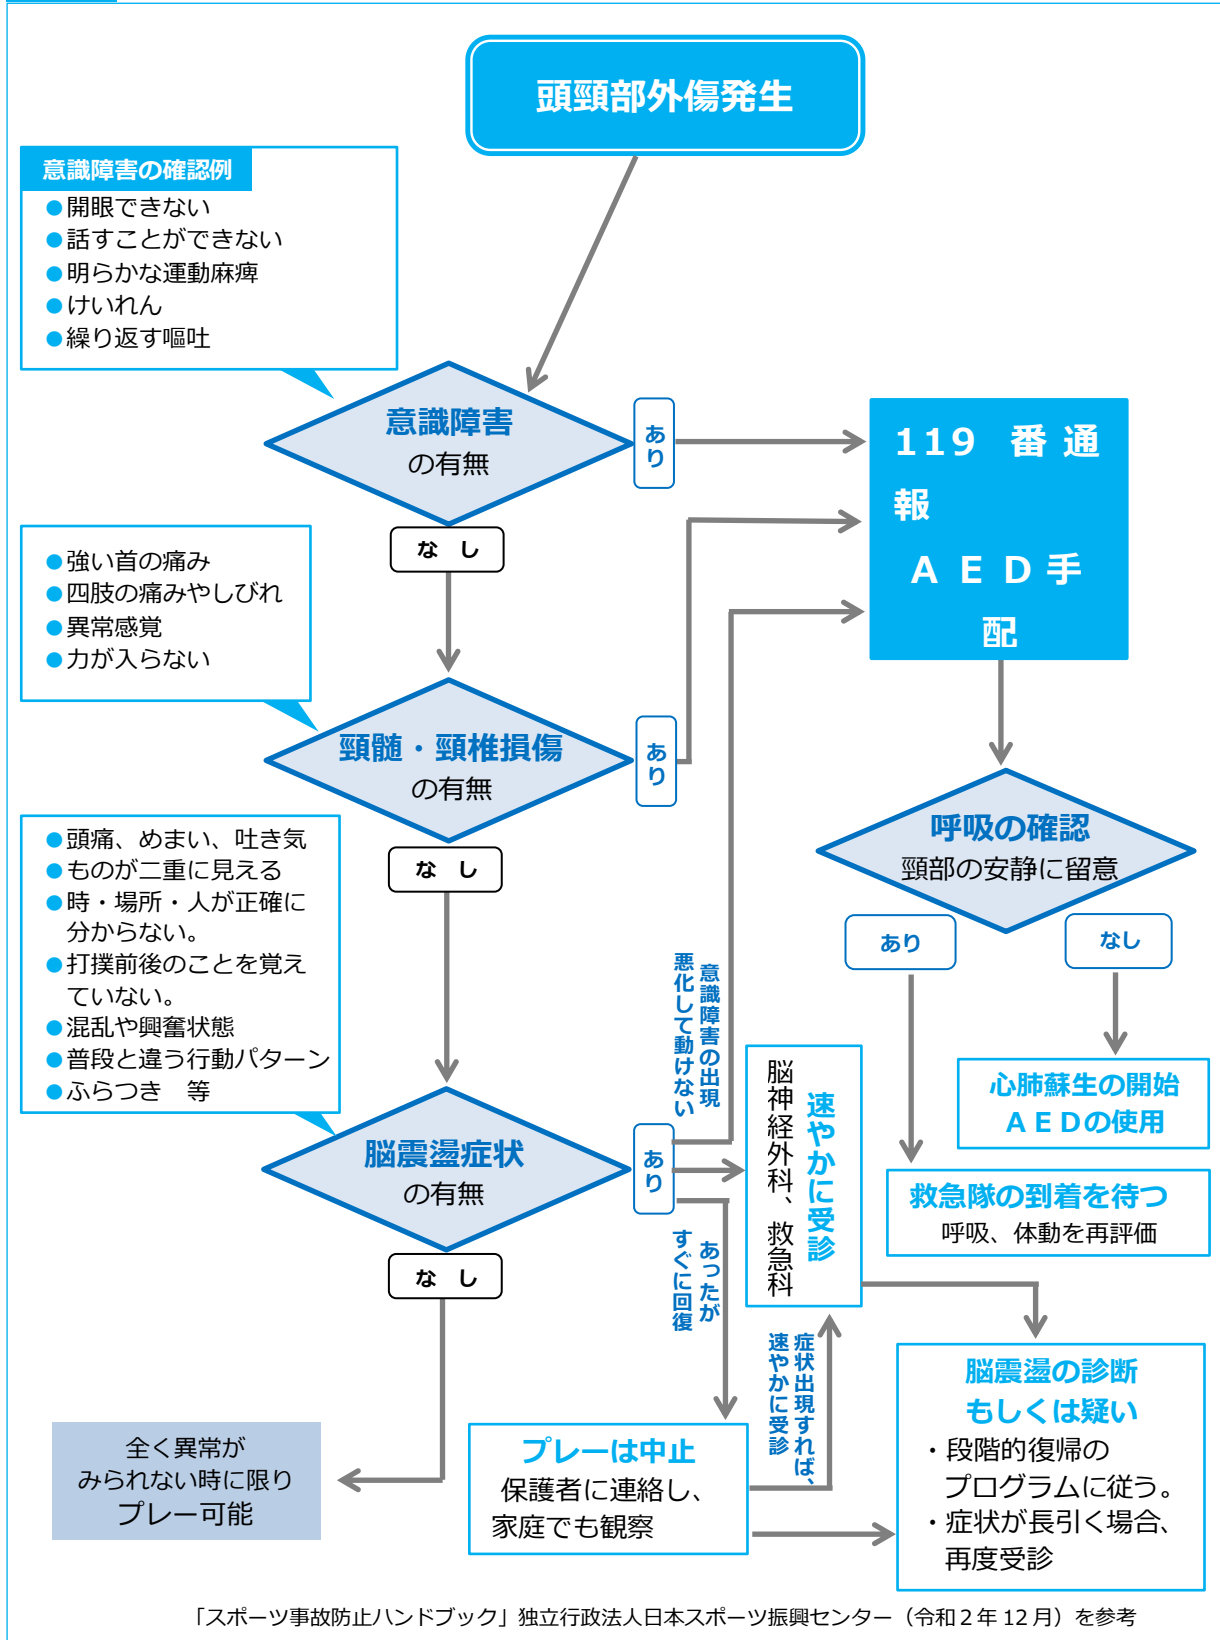 頭頸部外傷発生
意識障害の確認例
●開眼できない
●話すことができない
●明らかな運動麻痺
●けいれん
●繰り返す嘔吐
意識障害
の有無
あり
なし
119 番通
報
AED手
配
●強い首の痛み
●四肢の痛みやしびれ
●異常感覚
●力が入らない
頸髄・頸椎損傷
の有無
あり
なし
呼吸の確認
頸部の安静に留意
あり
なし
心肺蘇生の開始
AEDの使用
救急隊の到着を待つ
呼吸、体動を再評価
●頭痛、めまい、吐き気
●ものが二重に見える
●時・場所・人が正確に
分からない。
●打撲前後のことを覚え
ていない。
●混乱や興奮状態
●普段と違う行動パターン
●ふらつき 等
脳震盪症状
の有無
あり
なし
意識障害の出現
悪化して動けない
速やかに受診
脳神経外科、救急科
あったが
すぐに回復
症状出現すれば、
速やかに受診
全く異常が
みられない時に限り
プレー可能
プレーは中止
保護者に連絡し、
家庭でも観察
脳震盪の診断
もしくは疑い
・段階的復帰の
プログラムに従う。
・症状が長引く場合、
再度受診
「スポーツ事故防止ハンドブック」独立行政法人日本スポーツ振興センター（令和２年 12 月）を参考